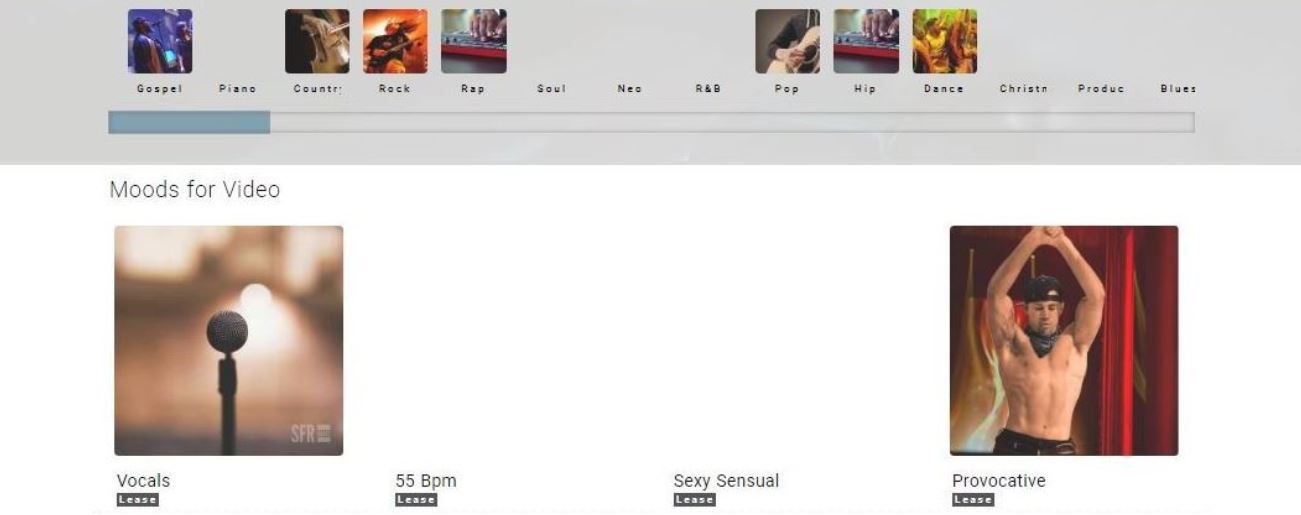 Gospel Piano Countr Rock Rap Soul Neo R&B Pop Hip Dance Christn Produc Blues
Moods for Video
SFR
Vocals 55 Bpm Sexy Sensual Provocative
Lease Lease Lease Lease